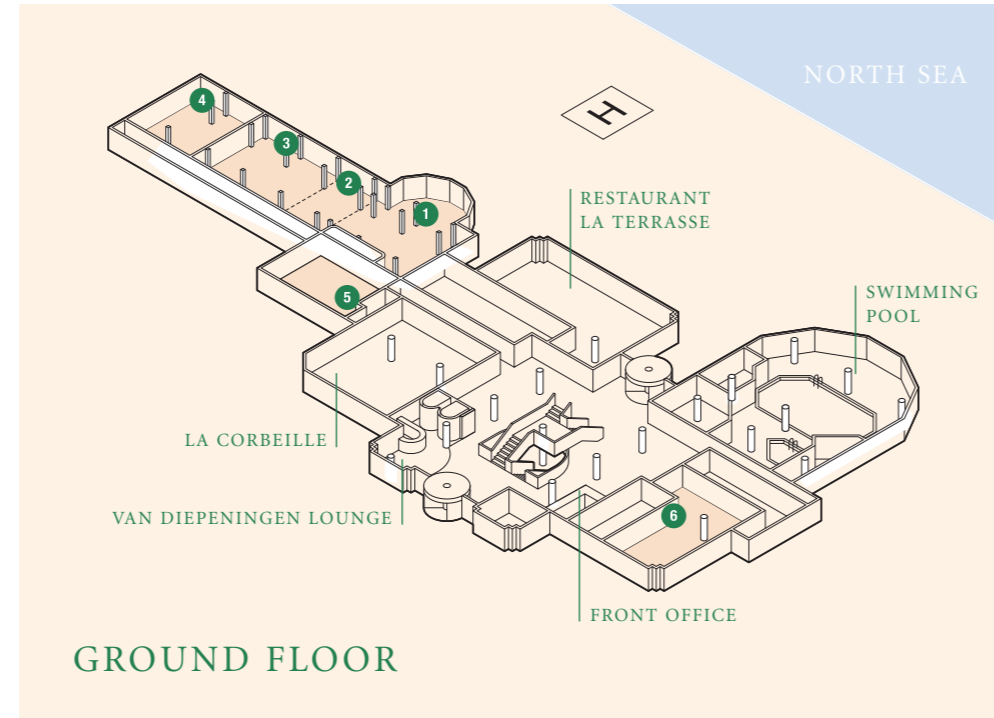 NORTH SEA
H
4
3
2
1
RESTAURANT
LA TERRASSE
5
SWIMMING
POOL
LA CORBEILLE
VAN DIEPENINGEN LOUNGE
6
FRONT OFFICE
GROUND FLOOR